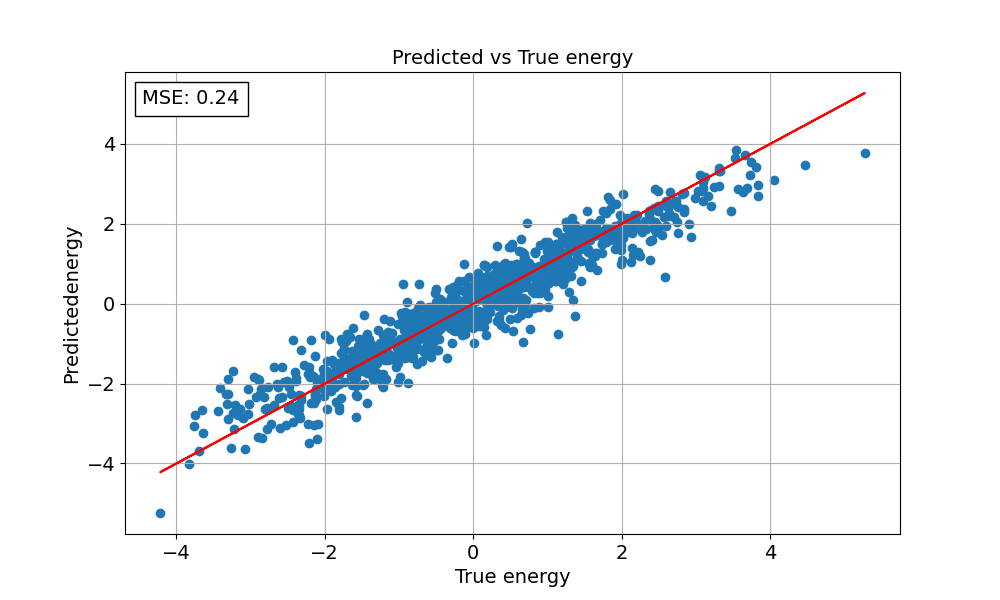 Predicted vs True energy
MSE: 0.24
Predictedenergy
4
2
0
−2
−4
−4 −2 0 2 4
True energy